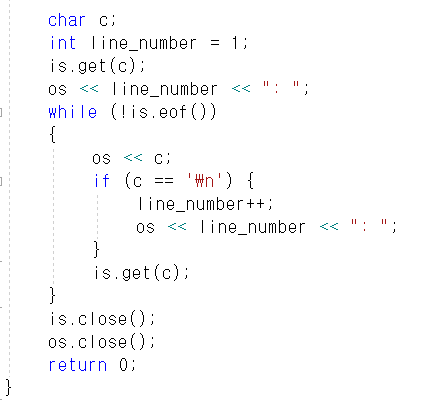 char c;
int line_number = 1;
is.get(c);
os << line_number << ": ";
while (!is.eof())
{
os << c;
if (c == '₩n') {
line_number++;
os << line_number << ": ";
}
is.get(c);
}
is.close();
os.close();
return 0;
}